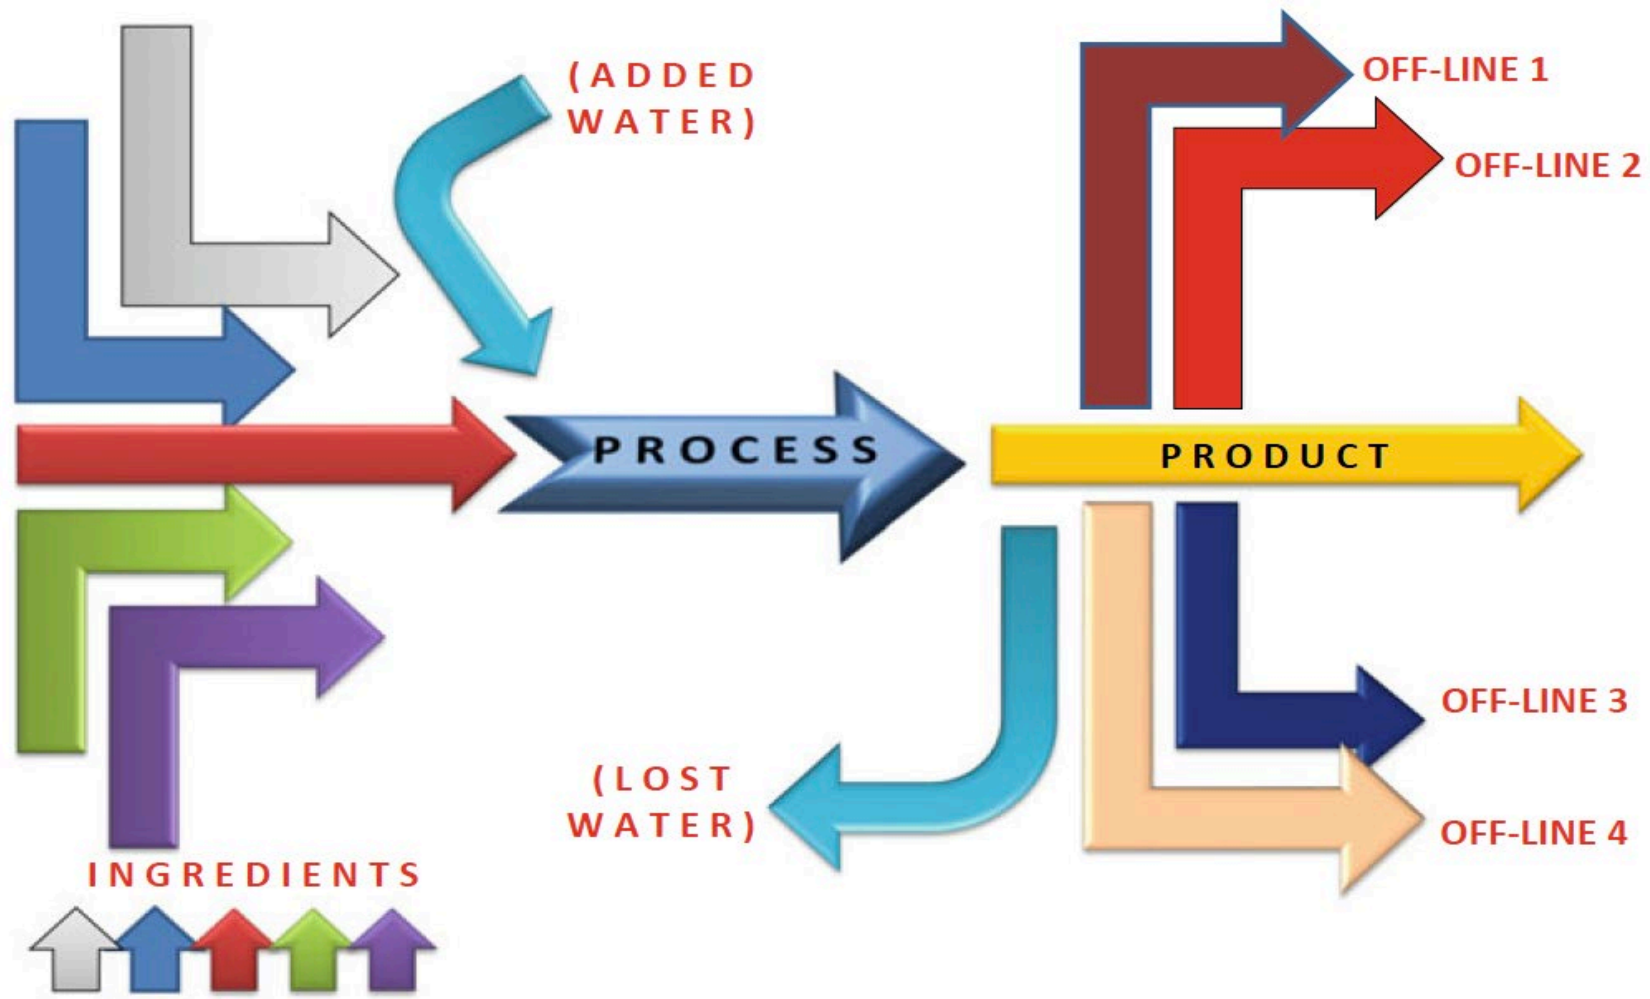 (ADDED
WATER)
OFF-LINE 1
OFF-LINE 2
PROCESS
PRODUCT
OFF-LINE 3
(LOST
WATER)
OFF-LINE 4
INGREDIENTS